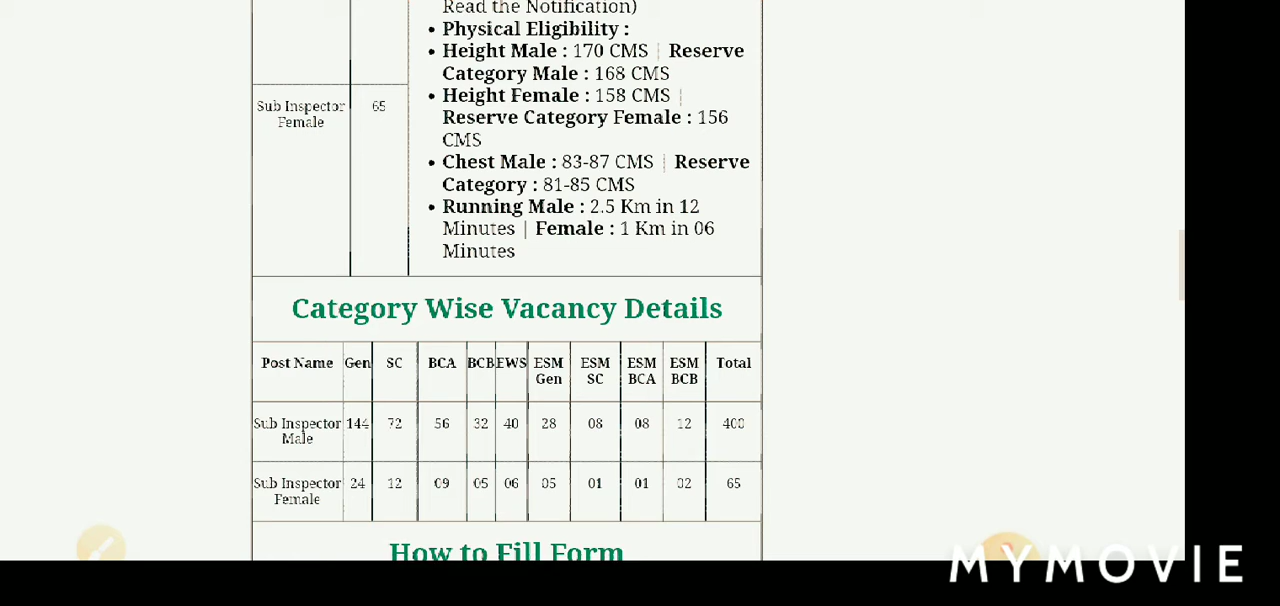 Read the Notification)
• Physical Eligibility :
• Height Male : 170 CMS | Reserve
Category Male : 168 CMS
• Height Female : 158 CMS |
Reserve Category Female : 156
CMS
• Chest Male : 83-87 CMS | Reserve
Category : 81-85 CMS
• Running Male : 2.5 Km in 12
Minutes | Female : 1 Km in 06
Minutes
Sub Inspector 65
Female
Category Wise Vacancy Details
Post Name Gen SC BCA BCB EWS ESM ESM ESM ESM Total
Gen SC BCA BCB
Sub Inspector 144 72 56 32 40 28 08 08 12 400
Male
Sub Inspector 24 12 09 05 06 05 01 01 02 65
Female
How to Fill Form
MYMOVIE